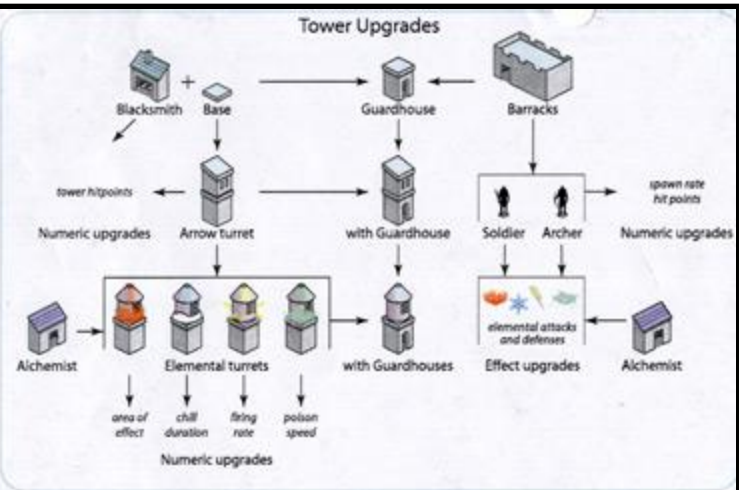 Tower Upgrades
Blacksmith + Base
Guardhouse
Barracks
tower hitpoints
Numeric upgrades
Arrow turret
with Guardhouse
Soldier
Archer
spawn rate
hit points
Numeric upgrades
Alchemist
Elemental turrets
with Guardhouses
elemental attacks
and defenses
Effect upgrades
Alchemist
area of
effect
chill
duration
firing
rate
poison
speed
Numeric upgrades